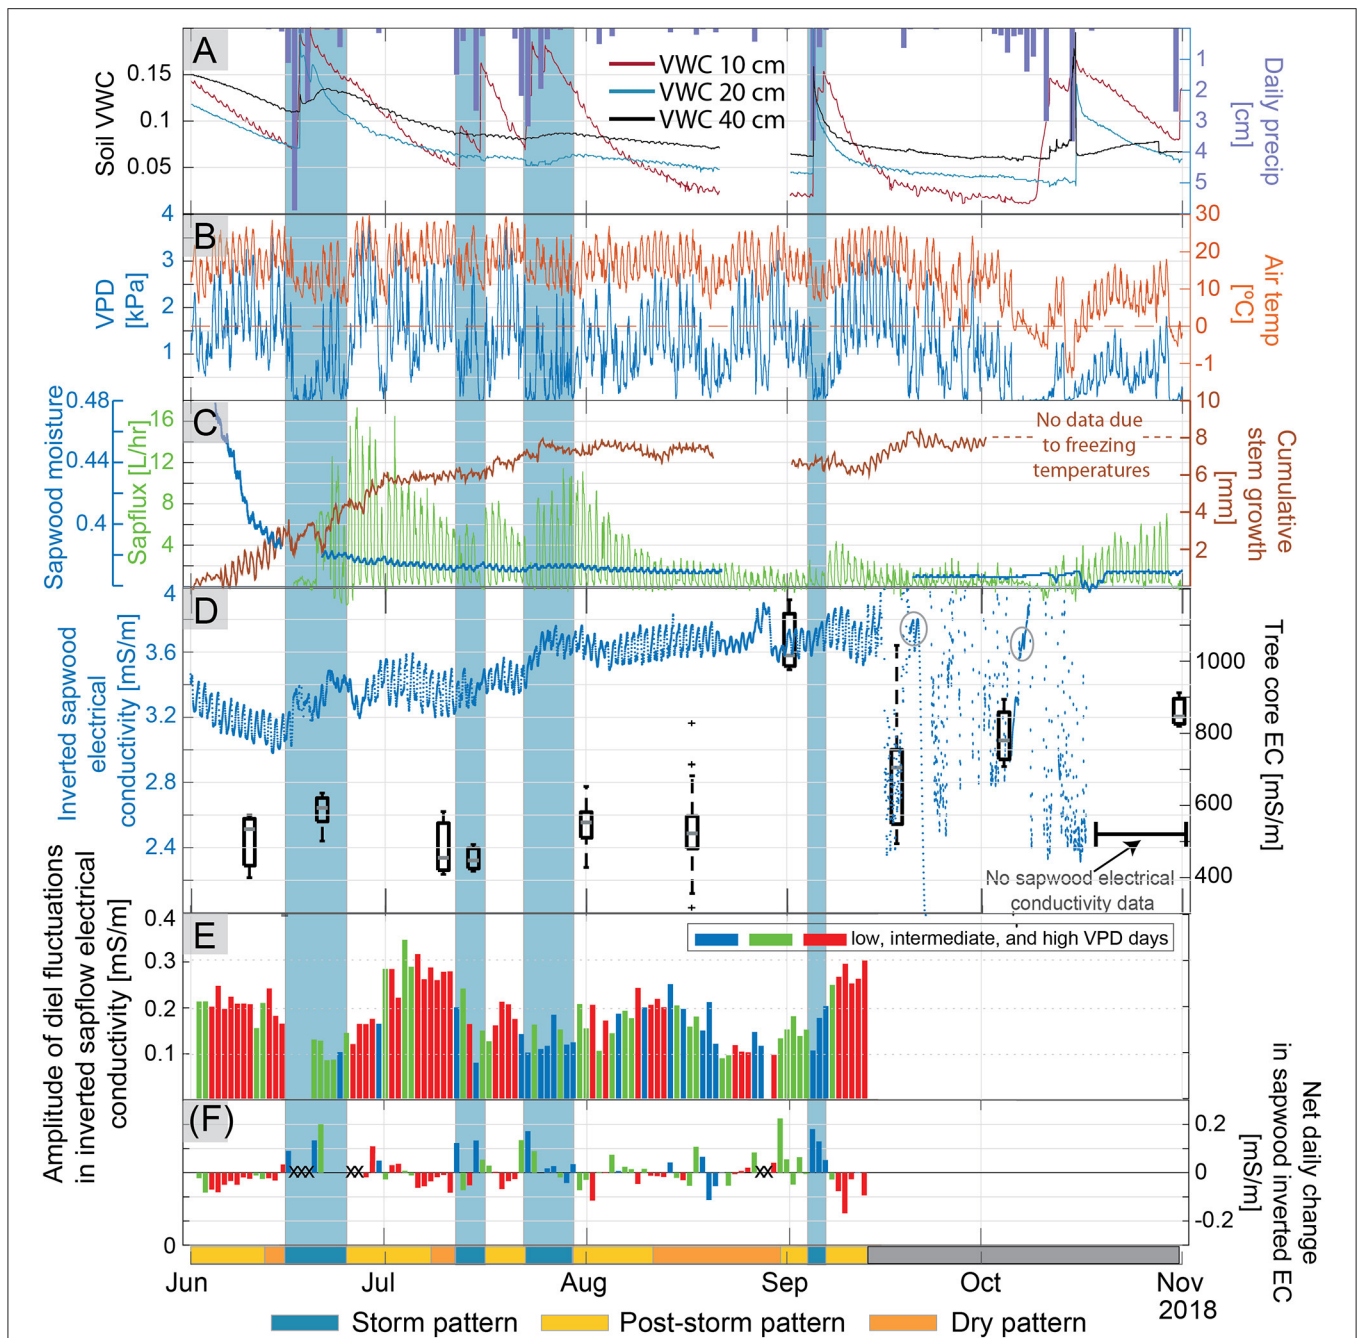 A
Soil VWC
0.15
0.1
0.05
VWC 10 cm
VWC 20 cm
VWC 40 cm
1
2
3
4
5
Daily precip
[cm]
B
VPD
[kPa]
4
3
2
1
30
20
10
0
-1
10
Air temp
[ºC]
C
Sapwood moisture
0.48
0.44
0.4
Sapflux [L/hr]
16
12
8
4
No data due
to freezing
temperatures
10
8
6
4
2
Cumulative
stem growth
[mm]
D
Inverted sapwood
electrical
conductivity [mS/m]
4
3.6
3.2
2.8
2.4
1000
800
600
400
Tree core EC [mS/m]
No sapwood electrical
conductivity data
E
Amplitude of diel fluctuations
in inverted sapflow electrical
conductivity [mS/m]
0.4
0.3
0.2
0.1
low, intermediate, and high VPD days
(F)
0
XXX
XX
XX
0.2
0
-0.2
Net daily change
in sapwood inverted EC
[mS/m]
Jun
Jul
Aug
Sep
Oct
Nov
2018
Storm pattern
Post-storm pattern
Dry pattern